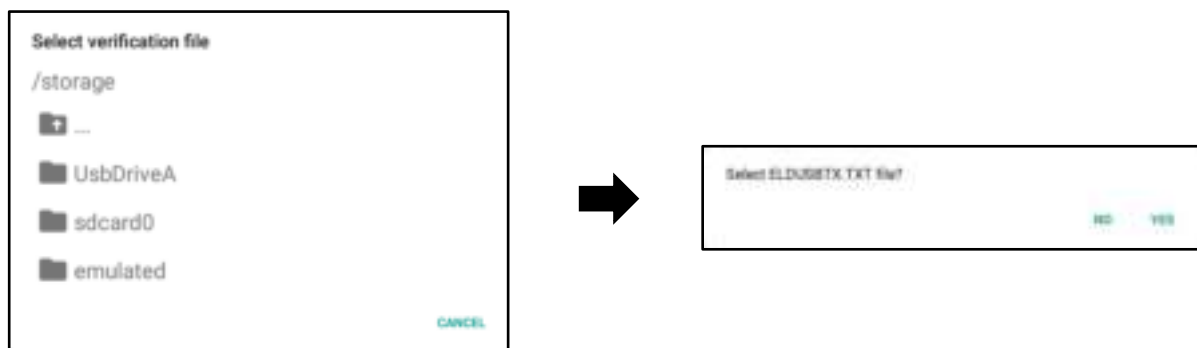 Select verification file
/storage
...
UsbDriveA
sdcard0
emulated
CANCEL
Select ELDUSBTX.TXT file?
NO YES